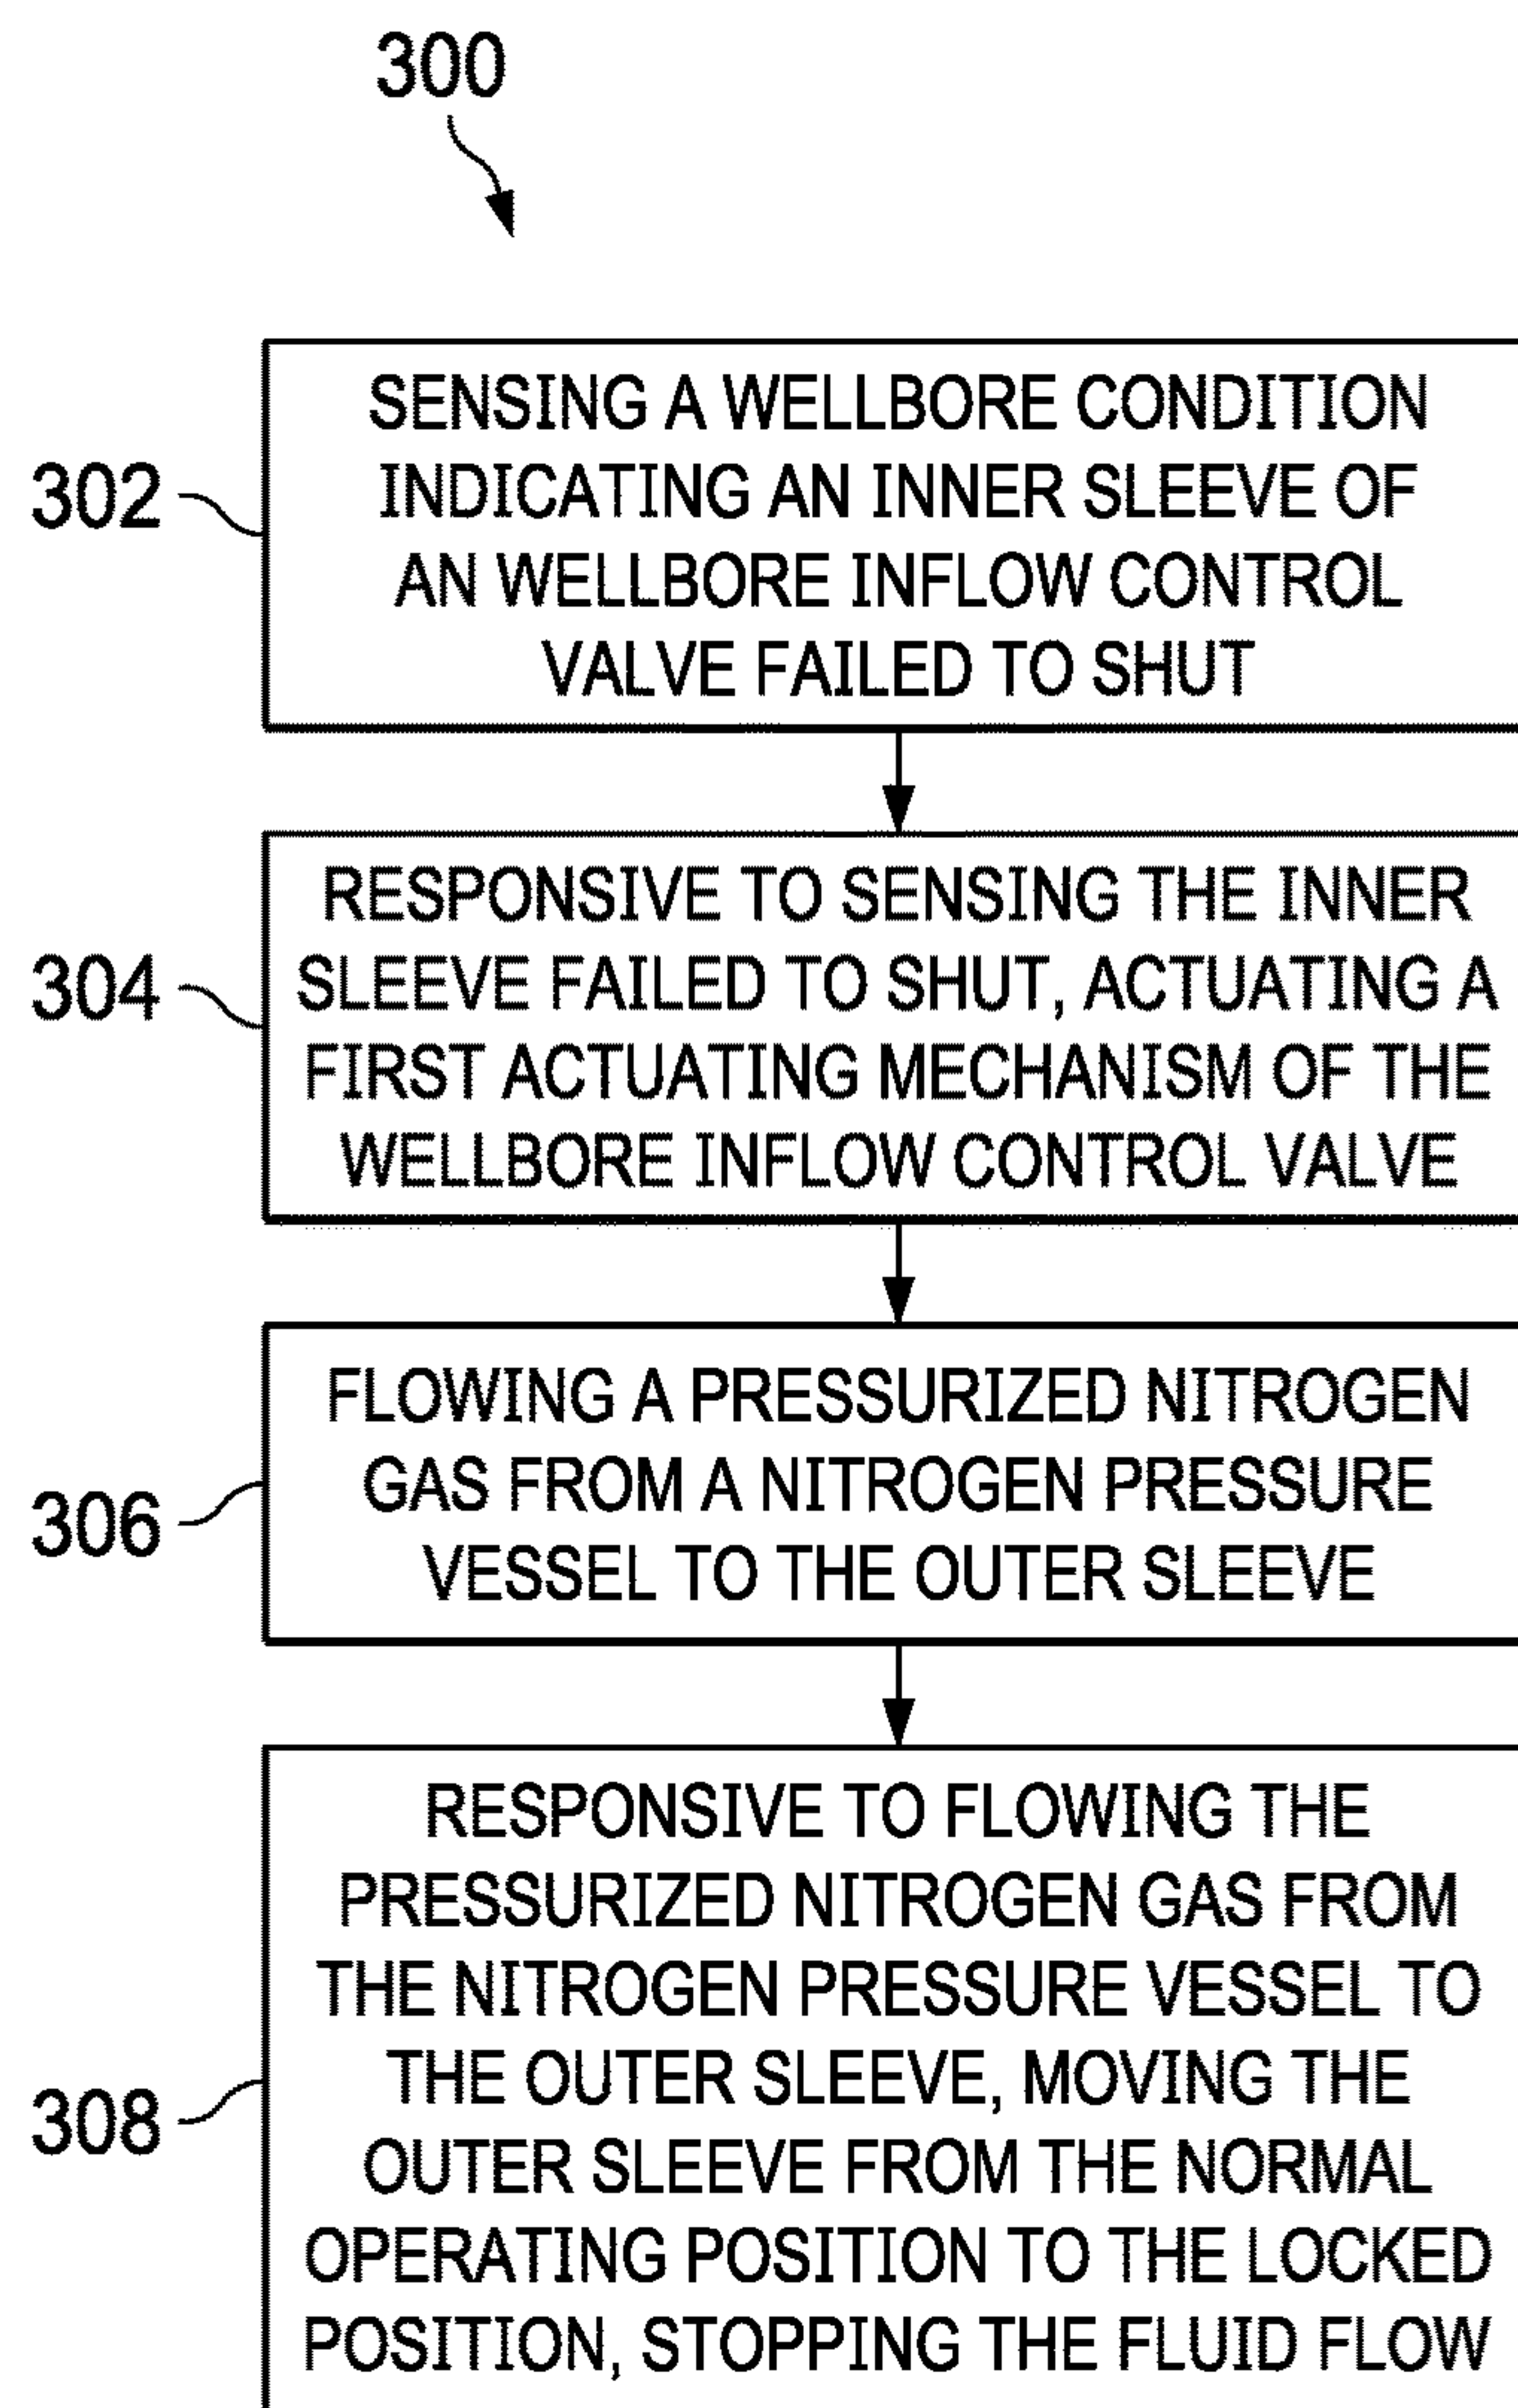 300
302
SENSING A WELLBORE CONDITION
INDICATING AN INNER SLEEVE OF
AN WELLBORE INFLOW CONTROL
VALVE FAILED TO SHUT
304
RESPONSIVE TO SENSING THE INNER
SLEEVE FAILED TO SHUT, ACTUATING A
FIRST ACTUATING MECHANISM OF THE
WELLBORE INFLOW CONTROL VALVE
306
FLOWING A PRESSURIZED NITROGEN
GAS FROM A NITROGEN PRESSURE
VESSEL TO THE OUTER SLEEVE
308
RESPONSIVE TO FLOWING THE
PRESSURIZED NITROGEN GAS FROM
THE NITROGEN PRESSURE VESSEL TO
THE OUTER SLEEVE, MOVING THE
OUTER SLEEVE FROM THE NORMAL
OPERATING POSITION TO THE LOCKED
POSITION, STOPPING THE FLUID FLOW